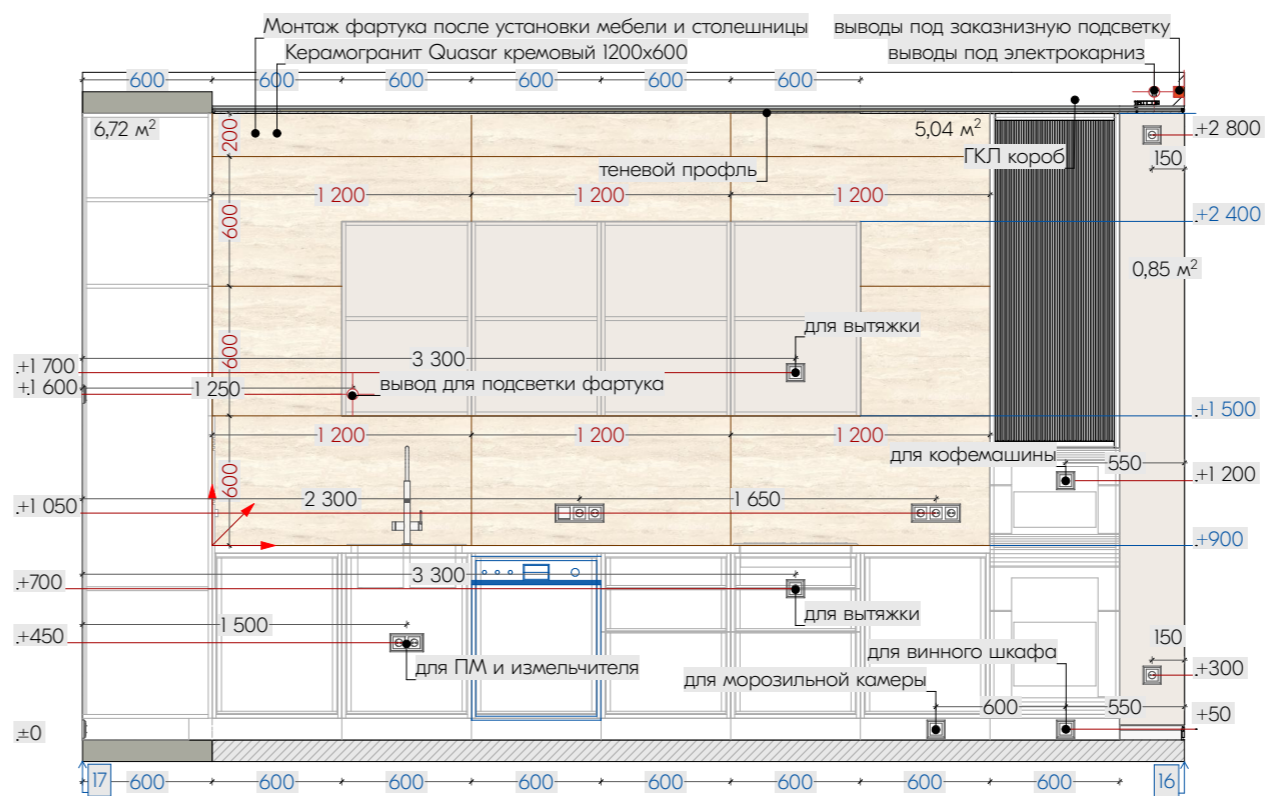 Монтаж фартука после установки мебели и столешницы
выводы под заказнизную подсветку
Керамогранит Quasar кремовый 1200х600
выводы под электрокарниз
600 600 600 600 600 600
6,72 м²
200
5,04 м²
+2 800
теневой профль
ГКЛ короб
150
1 200 1 200 1 200
+2 400
600
0,85 м²
для вытяжки
600
3 300
+1 700
+1 600
1 250
вывод для подсветки фартука
+1 500
1 200 1 200 1 200
для кофемашины
550
600
+1 200
2 300
1 650
+1 050
+900
+700
3 300
для вытяжки
+450
1 500
150
для ПМ и измельчителя
для винного шкафа
+300
для морозильной камеры
600
550
+50
±0
17
600 600 600 600 600 600 600 600
16